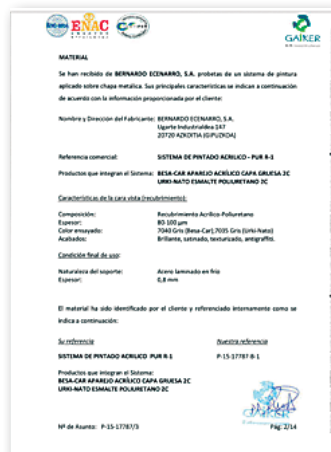 ENAC
GAIKER
MATERIAL
Se han recibido de BERNARDO ECENARRO, S.A. probetas de un sistema de pintura
aplicado sobre chapa metálica. Sus principales características se indican a continuación
de acuerdo con la información proporcionada por el cliente:
Nombre y Dirección del Fabricante: BERNARDO ECENARRO, S.A.
Ugarte Industrialdea 147
20720 AZKOITIA (GIPUZKOA)
Referencia comercial: SISTEMA DE PINTADO ACRILICO - PUR R-1
Productos que integran el Sistema: BESA-CAR APAREJO ACRÍLICO CAPA GRUESA 2C
URKI-NATO ESMALTE POLIURETANO 2C
Características de la cara vista (recubrimiento):
Composición: Recubrimiento Acrílico-Poliuretano
Espesor: 80-100 µm
Color ensayado: 7040 Gris (Besa-Car),7035 Gris (Urki-Nato)
Acabados: Brillante, satinado, texturizado, antigraffiti.
Condición final de uso:
Naturaleza del soporte: Acero laminado en frío
Espesor: 0,8 mm
El material ha sido identificado por el cliente y referenciado internamente como se
indica a continuación:
Su referencia Nuestra referencia
SISTEMA DE PINTADO ACRILICO PUR R-1 P-15-17787 8-1
Productos que integran el Sistema:
BESA-CAR APAREJO ACRÍLICO CAPA GRUESA 2C
URKI-NATO ESMALTE POLIURETANO 2C
Nº de Asunto: P-15-17787/3 Pág. 2/14